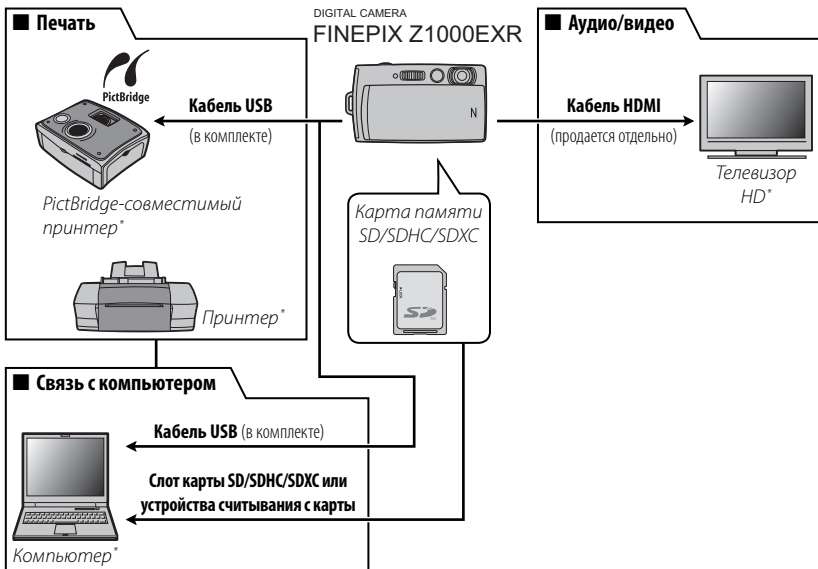 ■ Печать
PictBridge
Кабель USB
(в комплекте)
PictBridge-совместимый
принтер*
Принтер*
DIGITAL CAMERA
FINEPIX Z1000EXR
N
Карта памяти
SD/SDHC/SDXC
SD
■ Аудио/видео
Кабель HDMI
(продается отдельно)
Телевизор
HD*
■ Связь с компьютером
Кабель USB (в комплекте)
Слот карты SD/SDHC/SDXC или
устройства считывания с карты
Компьютер*